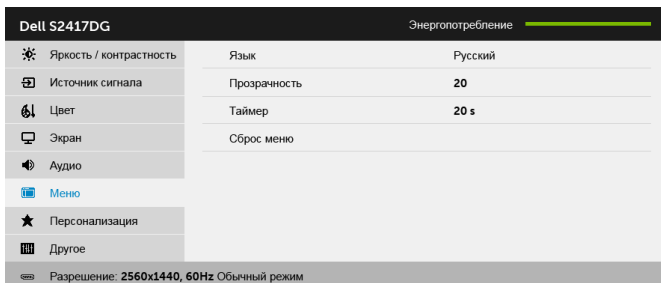 Dell S2417DG Энергопотребление
Яркость / контрастность Язык Русский
Источник сигнала Прозрачность 20
Цвет Таймер 20 s
Экран Сброс меню
Аудио
Меню
Персонализация
Другое
Разрешение: 2560x1440, 60Hz Обычный режим